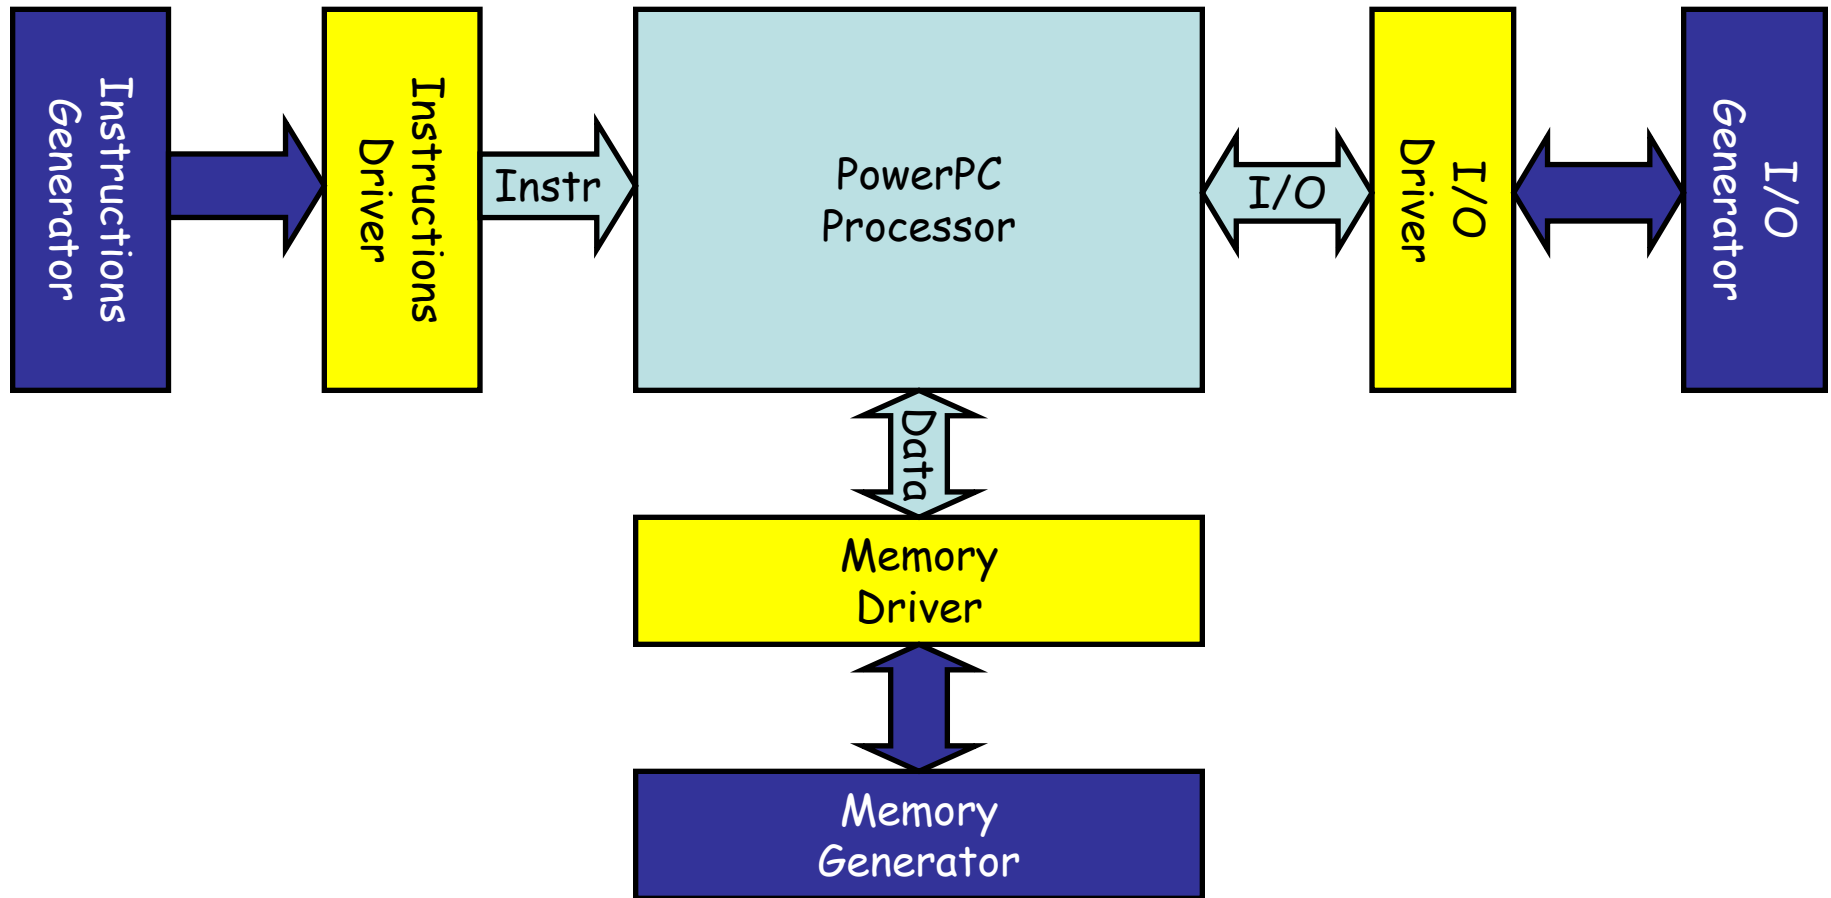 Instructions
Generator
Instructions
Driver
Instr
PowerPC
Processor
I/O
I/O
Driver
I/O
Generator
Data
Memory
Driver
Memory
Generator